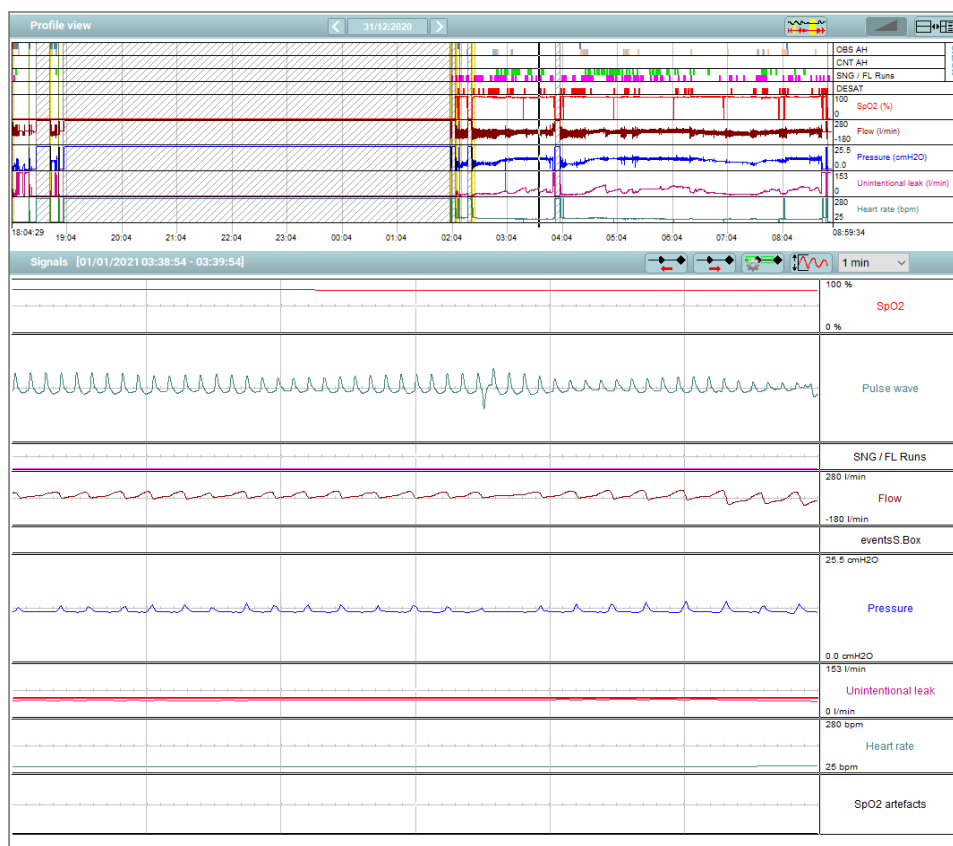 Profile view
31/12/2020
OBS AH
CNT AH
SNG / FL Runs
DESAT
100
SpO2 (%)
0
280
Flow (l/min)
-180
25.5
Pressure (cmH2O)
0.0
153
Unintentional leak (l/min)
0
280
Heart rate (bpm)
25
18:04:29 19:04 20:04 21:04 22:04 23:04 00:04 01:04 02:04 03:04 04:04 05:04 06:04 07:04 08:04 08:59:34
Signals [01/01/2021 03:38:54 - 03:39:54]
1 min
100 %
SpO2
0 %
Pulse wave
SNG / FL Runs
280 l/min
Flow
-180 l/min
eventsS.Box
25.5 cmH2O
Pressure
0.0 cmH2O
153 l/min
Unintentional leak
0 l/min
280 bpm
Heart rate
25 bpm
SpO2 artefacts